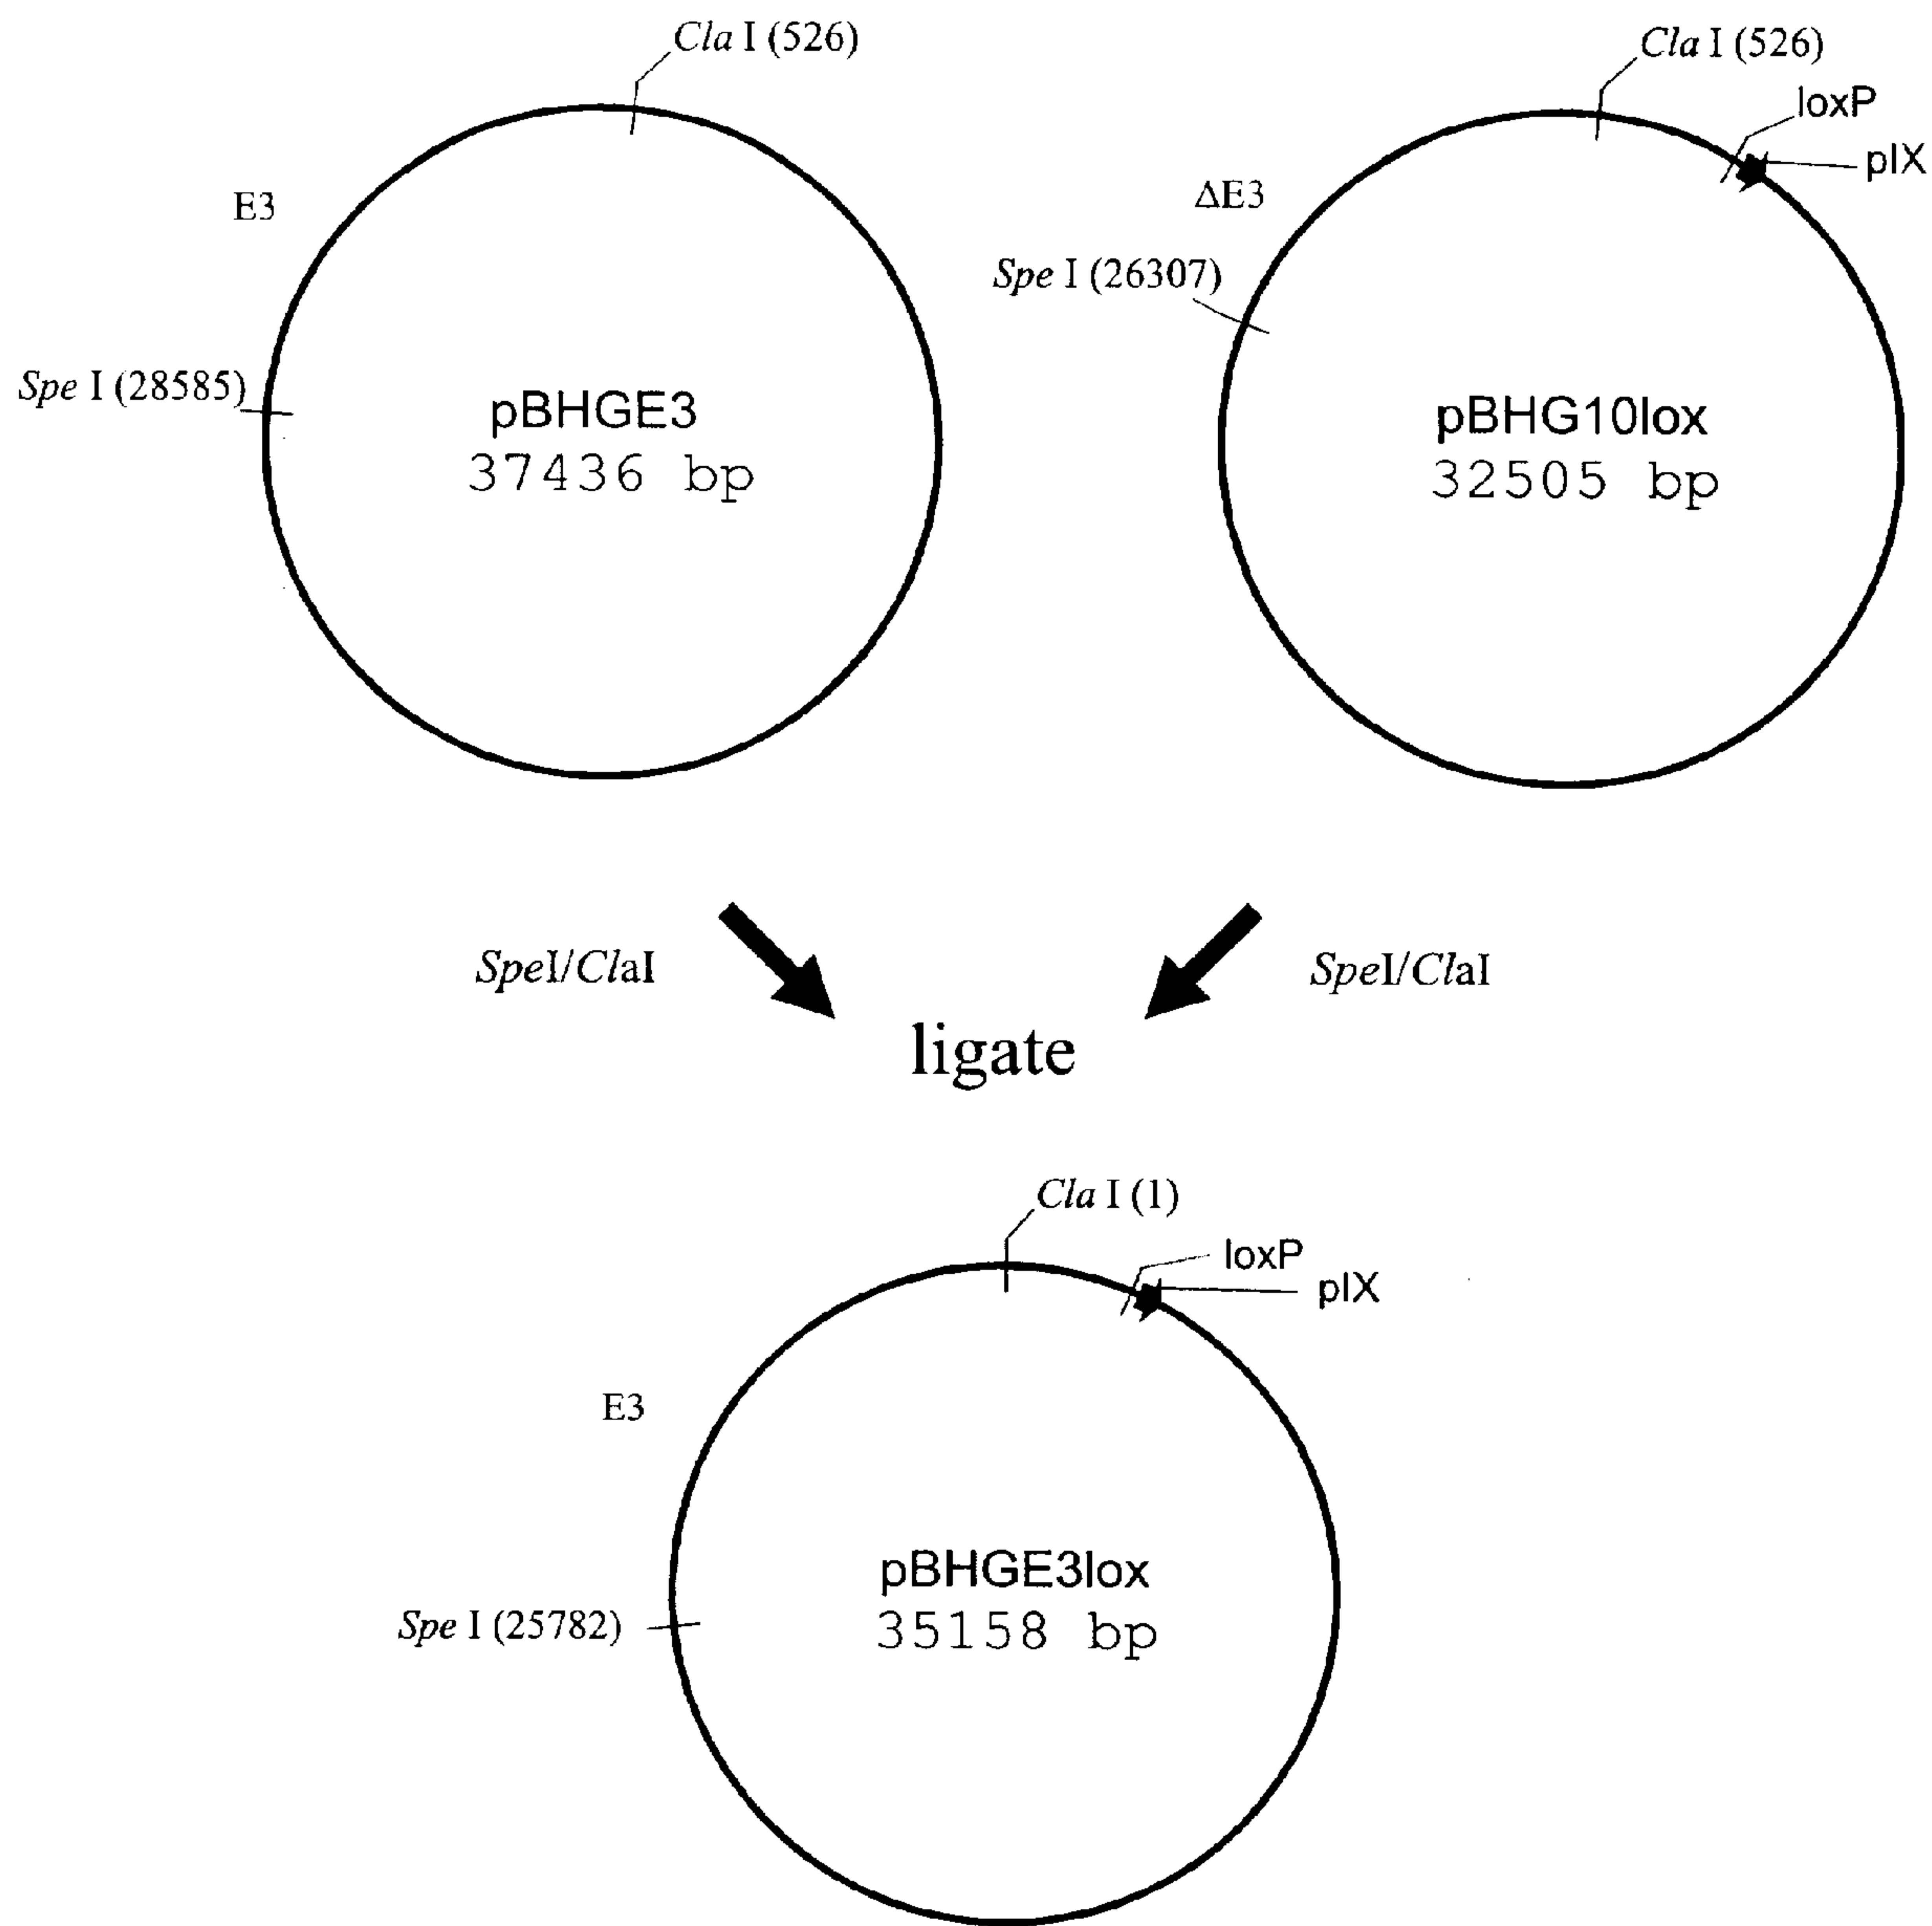 Cla I (526)
E3
Spe I (28585)
pBHGE3
37436 bp
Cla I (526)
loxP
pIX
ΔE3
Spe I (26307)
pBHG10lox
32505 bp
SpeI/ClaI
SpeI/ClaI
ligate
Cla I (1)
loxP
pIX
E3
Spe I (25782)
pBHGE3lox
35158 bp